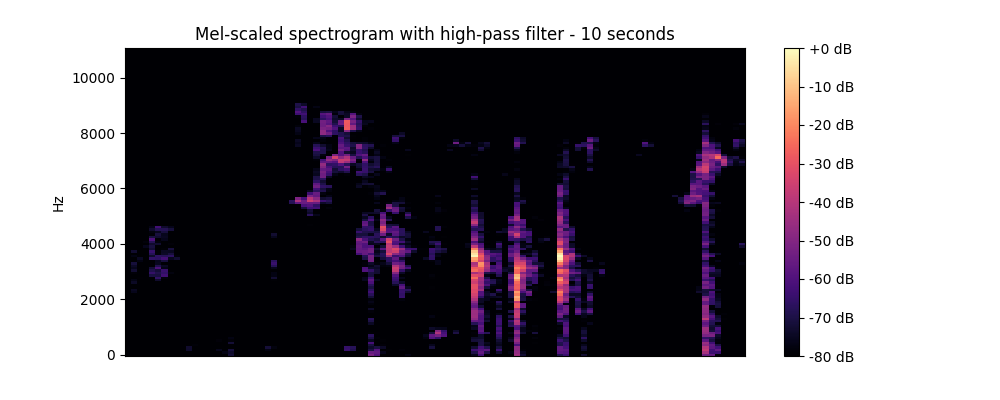 Mel-scaled spectrogram with high-pass filter - 10 seconds
Hz
10000
8000
6000
4000
2000
0
+0 dB
-10 dB
-20 dB
-30 dB
-40 dB
-50 dB
-60 dB
-70 dB
-80 dB